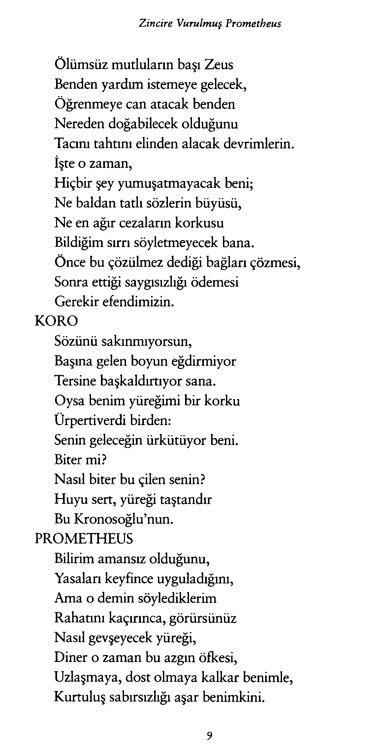 Zincire Vurulmuş Prometheus
Ölümsüz mutluların başı Zeus
Benden yardım istemeye gelecek,
Öğrenmeye can atacak benden
Nereden doğabilecek olduğunu
Tacını tahtını elinden alacak devrimlerin.
İşte o zaman,
Hiçbir şey yumuşatmayacak beni;
Ne baldan tatlı sözlerin büyüsü,
Ne en ağır cezaların korkusu
Bildiğim sırrı söyletmeyecek bana.
Önce bu çözülmez dediği bağları çözmesi,
Sonra ettiği saygısızlığı ödemesi
Gerekir efendimizin.
KORO
Sözünü sakınmıyorsun,
Başına gelen boyun eğdirmiyor
Tersine başkaldırtıyor sana.
Oysa benim yüreğimi bir korku
Ürpertiverdi birden:
Senin geleceğin ürkütüyor beni.
Biter mi?
Nasıl biter bu çilen senin?
Huyu sert, yüreği taştandır
Bu Kronosoğlu'nun.
PROMETHEUS
Bilirim amansız olduğunu,
Yasaları keyfince uyguladığını,
Ama o demin söylediklerim
Rahatını kaçırınca, görürsünüz
Nasıl gevşeyecek yüreği,
Diner o zaman bu azgın öfkesi,
Uzlaşmaya, dost olmaya kalkar benimle,
Kurtuluş sabırsızlığı aşar benimkini.
9